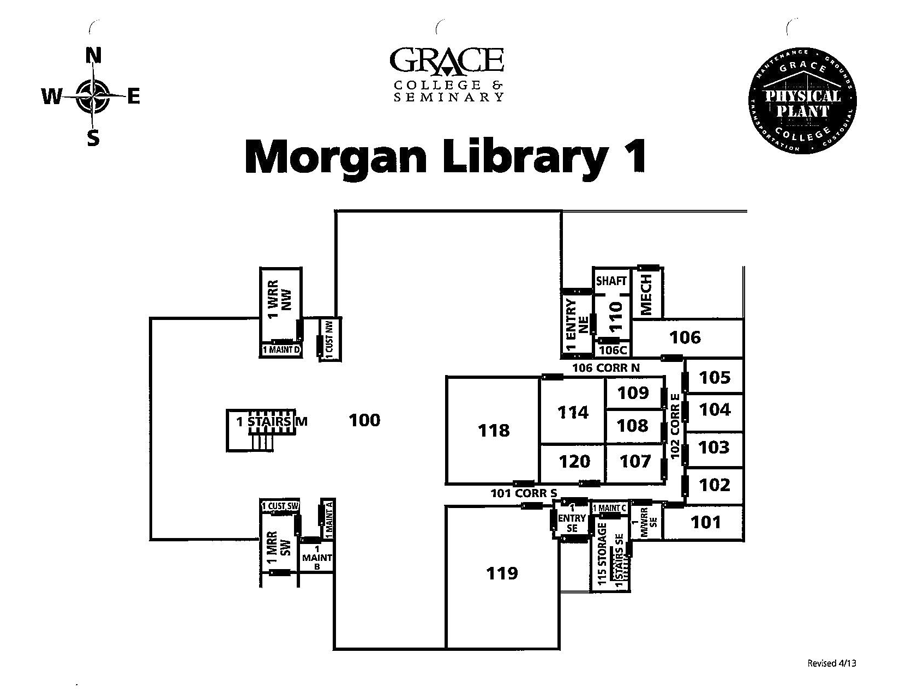 N
W E
S
GRACE
COLLEGE &
SEMINARY
MAINTENANCE • GROUNDS
GRACE
PHYSICAL
PLANT
COLLEGE
TRANSPORTATION • CUSTODIAL
Morgan Library 1
1 WRR
NW
1 MAINT D
1 CUST NW
SHAFT
MECH
1 ENTRY
NE
110
106C
106
106 CORR N
105
109
104
114
108
102 CORR E
1 STAIRS M
100
118
103
120
107
102
101 CORR S
1 CUST SW
1 MAINT A
1
ENTRY
SE
1 MAINT C
1
M/WRR
SE
101
1 MRR
SW
1
MAINT
B
115 STORAGE
1 STAIRS SE
119
Revised 4/13